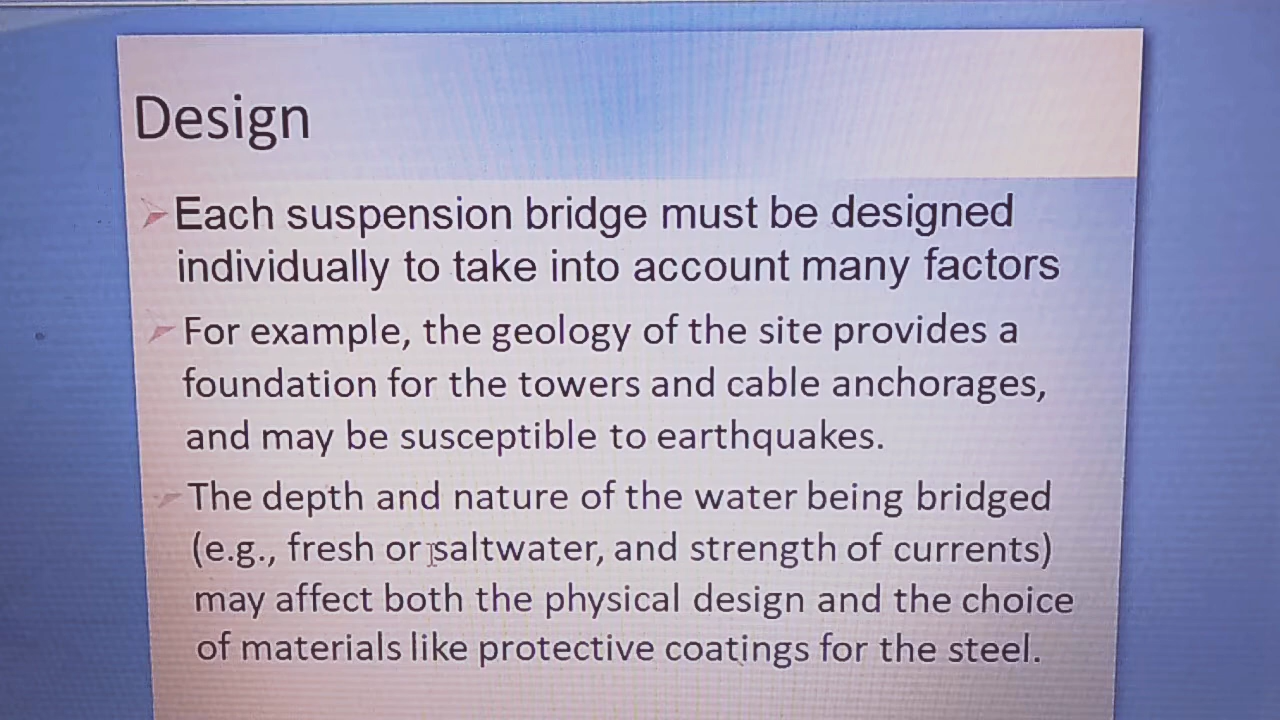 Design
Each suspension bridge must be designed
individually to take into account many factors
For example, the geology of the site provides a
foundation for the towers and cable anchorages,
and may be susceptible to earthquakes.
The depth and nature of the water being bridged
(e.g., fresh or saltwater, and strength of currents)
may affect both the physical design and the choice
of materials like protective coatings for the steel.